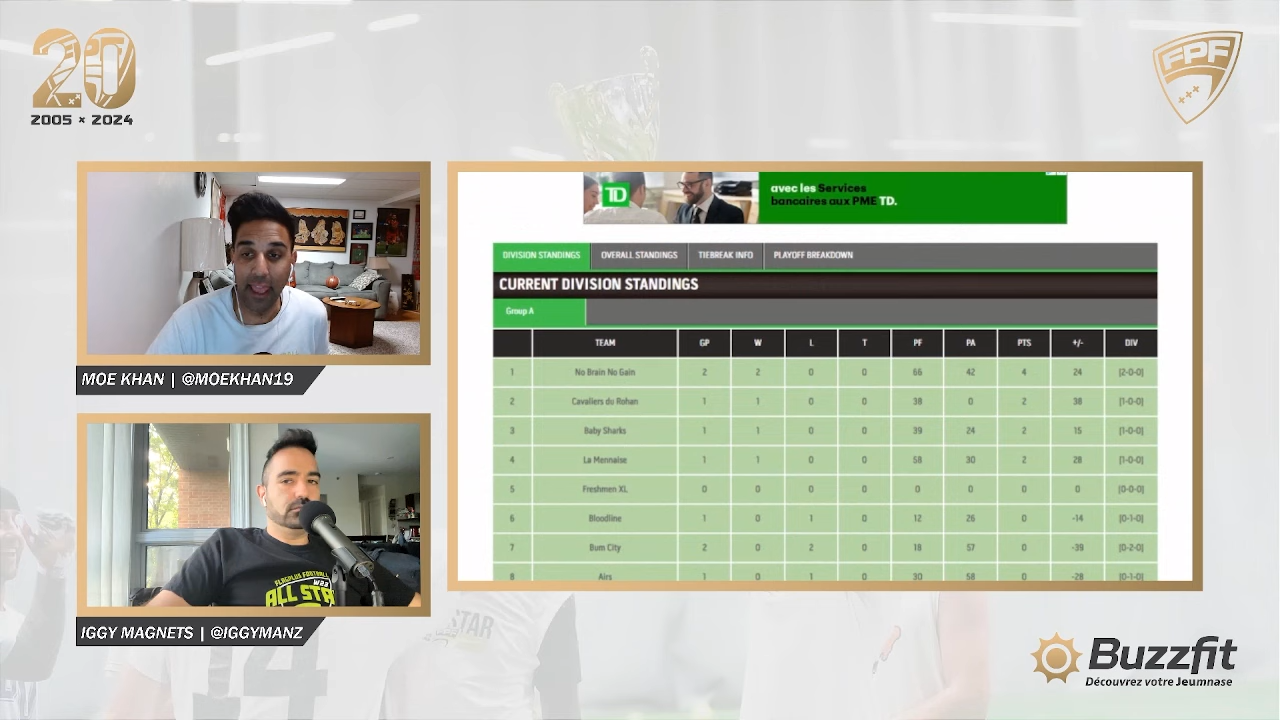 20
2005 × 2024
FPF
TD
avec les Services
bancaires aux PME TD.
DIVISION STANDINGS OVERALL STANDINGS TIEBREAK INFO PLAYOFF BREAKDOWN
CURRENT DIVISION STANDINGS
Group A
TEAM GP W L T PF PA PTS +/- DIV
1 No Brain No Gain 2 2 0 0 66 42 4 24 [2-0-0]
2 Cavaliers du Rohan 1 1 0 0 38 0 2 38 [1-0-0]
3 Baby Sharks 1 1 0 0 39 24 2 15 [1-0-0]
4 La Mennaise 1 1 0 0 58 30 2 28 [1-0-0]
5 Freshmen XL 0 0 0 0 0 0 0 0 [0-0-0]
6 Bloodline 1 0 1 0 12 26 0 -14 [0-1-0]
7 Bum City 2 0 2 0 18 57 0 -39 [0-2-0]
8 Airs 1 0 1 0 30 58 0 -28 [0-1-0]
MOE KHAN | @MOEKHAN19
FLAGPLUS FOOTBALL
ALL STA
IGGY MAGNETS | @IGGYMANZ
STAR
14
Buzzfit
Découvrez votre Jeumnase